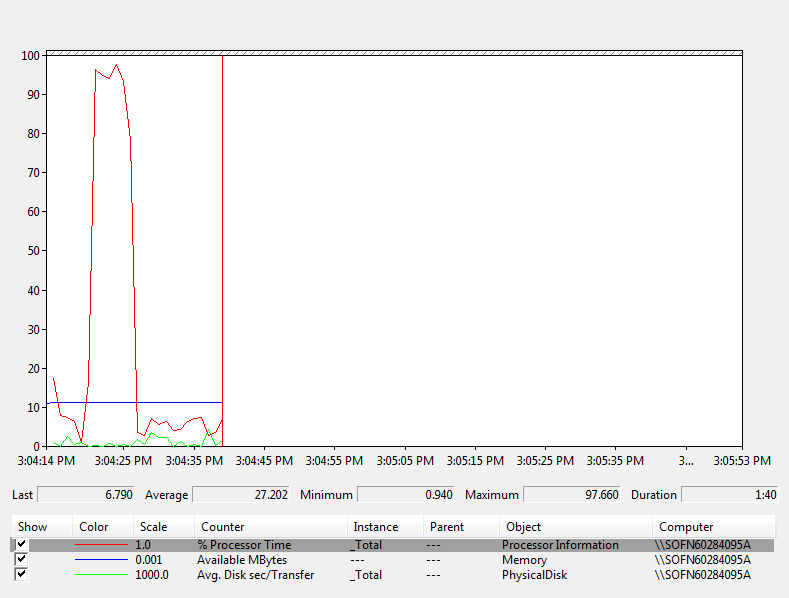 100
90
80
70
60
50
40
30
20
10
0
3:04:14 PM 3:04:25 PM 3:04:35 PM 3:04:45 PM 3:04:55 PM 3:05:05 PM 3:05:15 PM 3:05:25 PM 3:05:35 PM 3... 3:05:53 PM
Last 6.790 Average 27.202 Minimum 0.940 Maximum 97.660 Duration 1:40
Show Color Scale Counter Instance Parent Object Computer
1.0 % Processor Time _Total --- Processor Information \\SOFN60284095A
0.001 Available MBytes --- --- Memory \\SOFN60284095A
1000.0 Avg. Disk sec/Transfer _Total --- PhysicalDisk \\SOFN60284095A